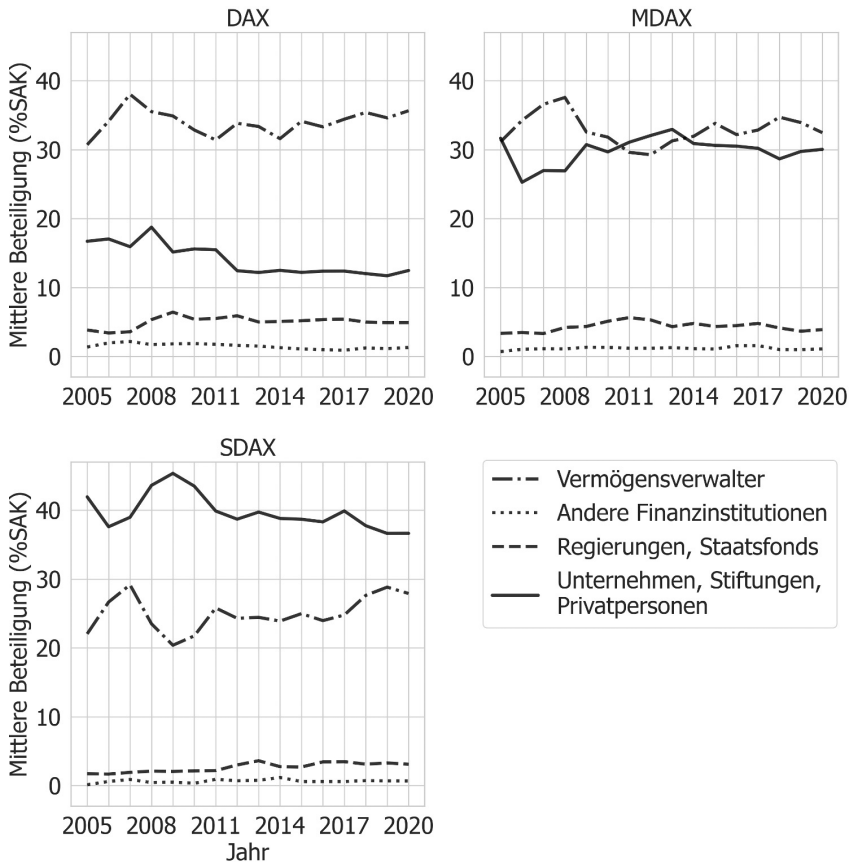 DAX
Mittlere Beteiligung (%SAK)
40
30
20
10
0
2005 2008 2011 2014 2017 2020
MDAX
40
30
20
10
0
2005 2008 2011 2014 2017 2020
SDAX
Mittlere Beteiligung (%SAK)
40
30
20
10
0
2005 2008 2011 2014 2017 2020
Jahr
Vermögensverwalter
Andere Finanzinstitutionen
Regierungen, Staatsfonds
Unternehmen, Stiftungen,
Privatpersonen